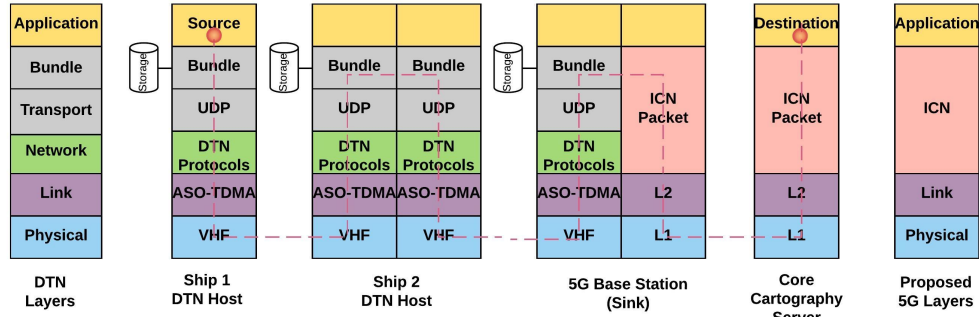 Application
Bundle
Transport
Network
Link
Physical
DTN
Layers
Storage
Source
Bundle
UDP
DTN
Protocols
ASO-TDMA
VHF
Ship 1
DTN Host
Storage
Bundle
UDP
DTN
Protocols
ASO-TDMA
VHF
Bundle
UDP
DTN
Protocols
ASO-TDMA
VHF
Ship 2
DTN Host
Storage
Bundle
UDP
DTN
Protocols
ASO-TDMA
VHF
ICN
Packet
L2
L1
5G Base Station
(Sink)
Destination
ICN
Packet
L2
L1
Core
Cartography
Server
Application
ICN
Link
Physical
Proposed
5G Layers